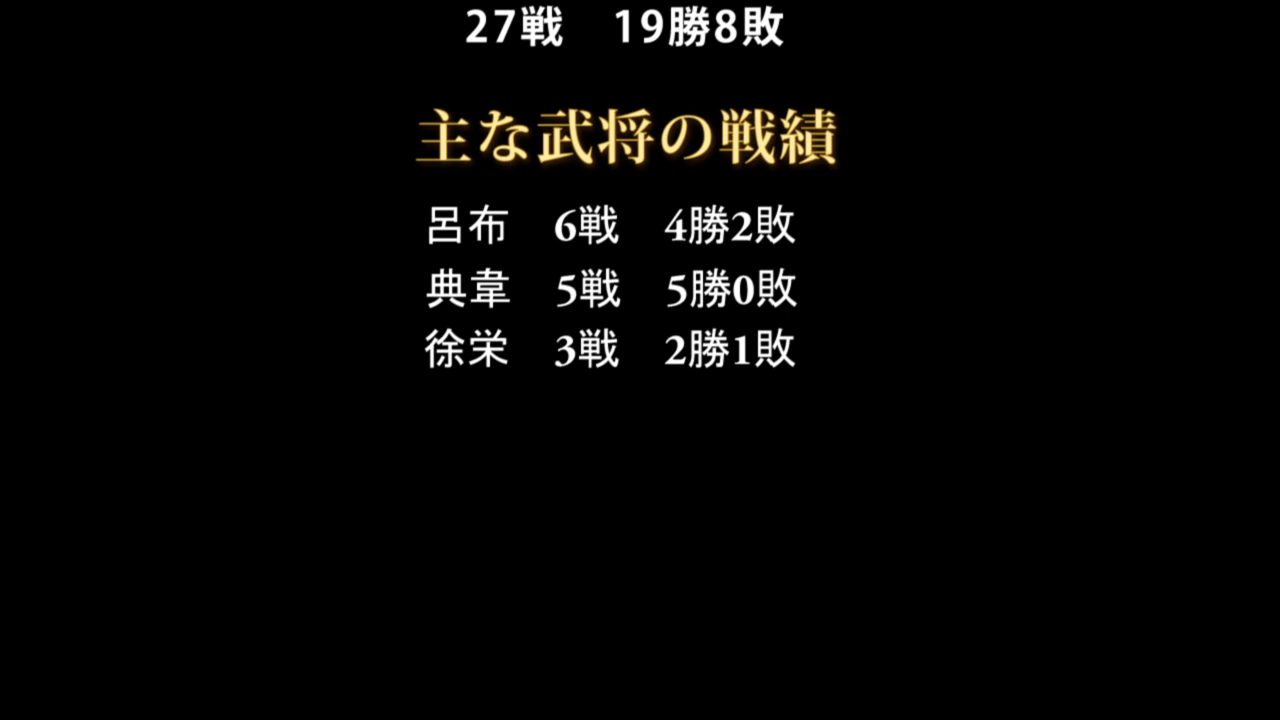 27戦　19勝8敗
主な武将の戦績
呂布　6戦　4勝2敗
典韋　5戦　5勝0敗
徐栄　3戦　2勝1敗